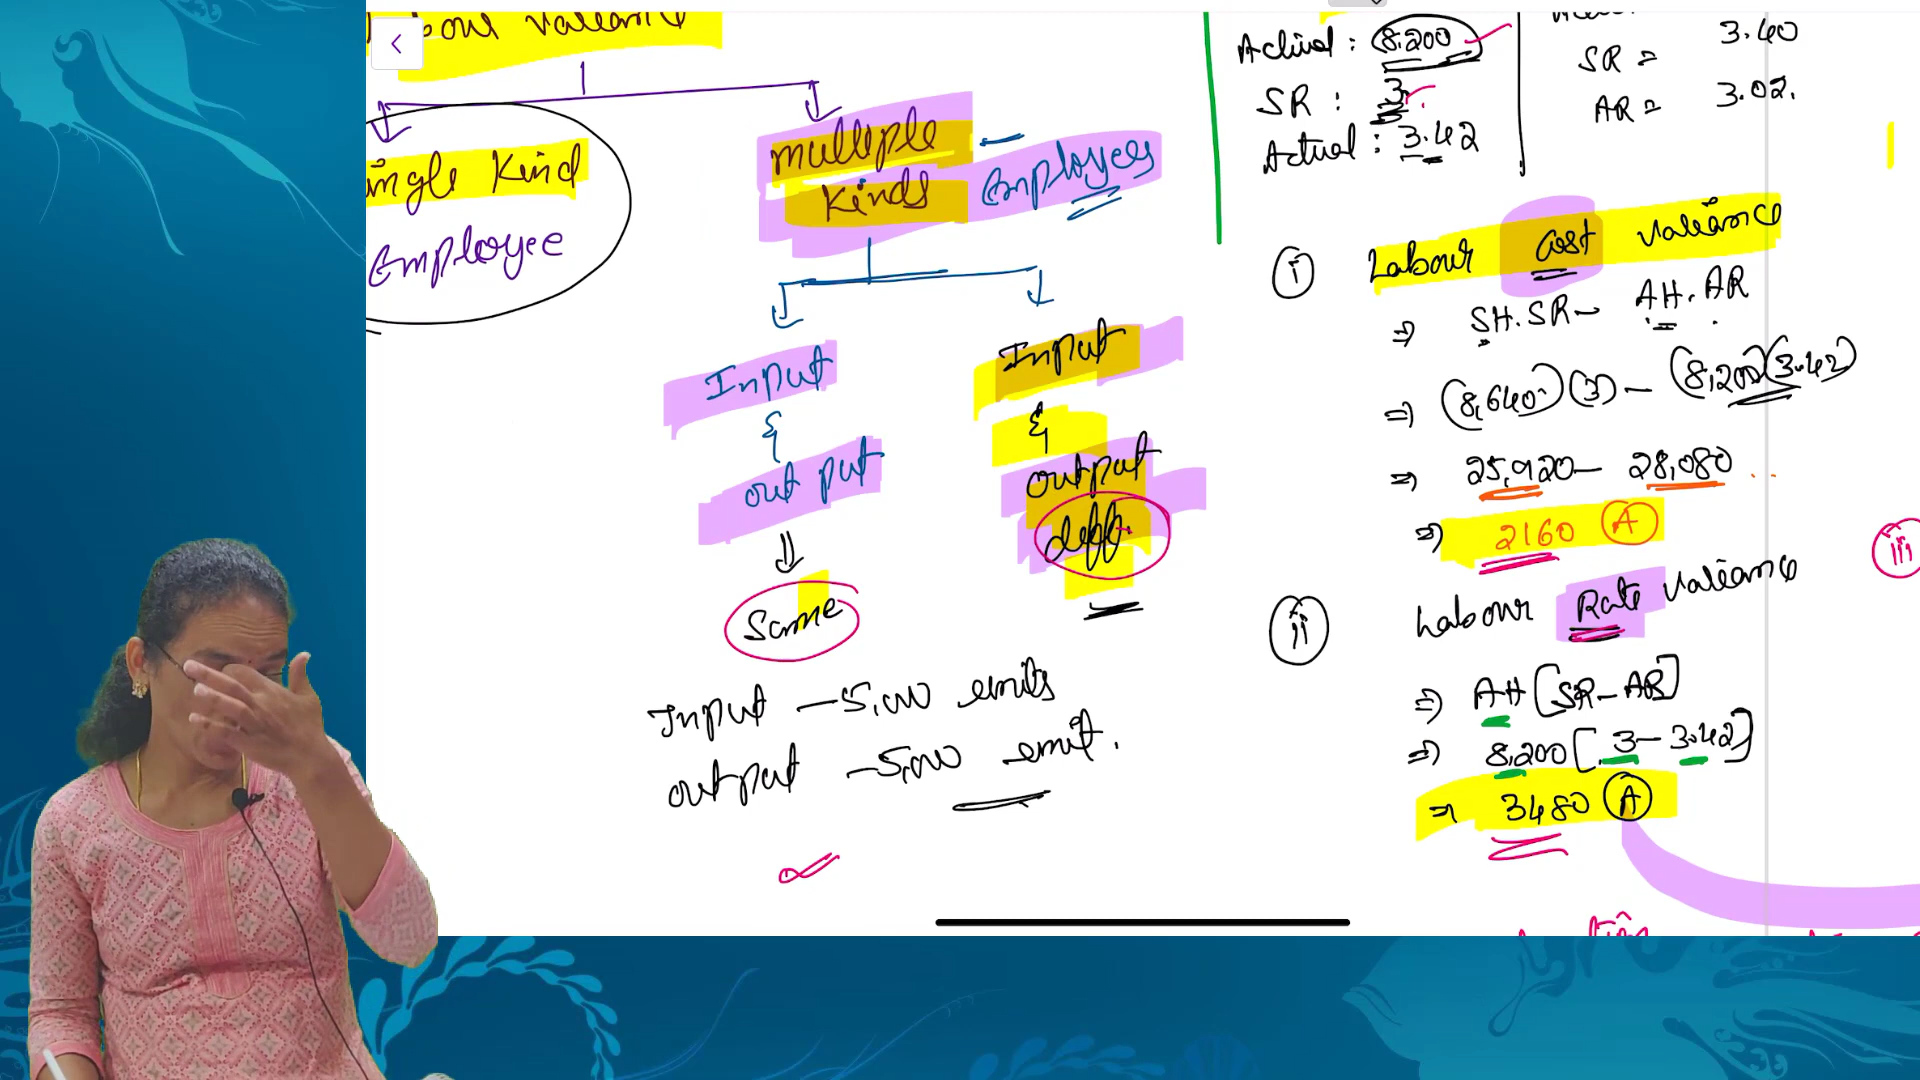 Labour Variance
Single Kind
Employee
multiple
Kinds
Employees
Input
&
out put
Same
Input
&
output
diff.
Input - 5,000 units
output - 5,000 unit.
Actual : 8,200
SR : 3
Actual : 3.42
3.40
SR =
AR = 3.02.
(i) Labour Cost Variance
⇒ SH.SR - AH.AR
⇒ (8,640)(3) - (8,200)(3.42)
⇒ 25,920 - 28,080
⇒ 2160 (A)
(ii) Labour Rate Variance
⇒ AH [SR - AR]
⇒ 8,200 [3 - 3.42]
⇒ 3480 (A)
(iii)